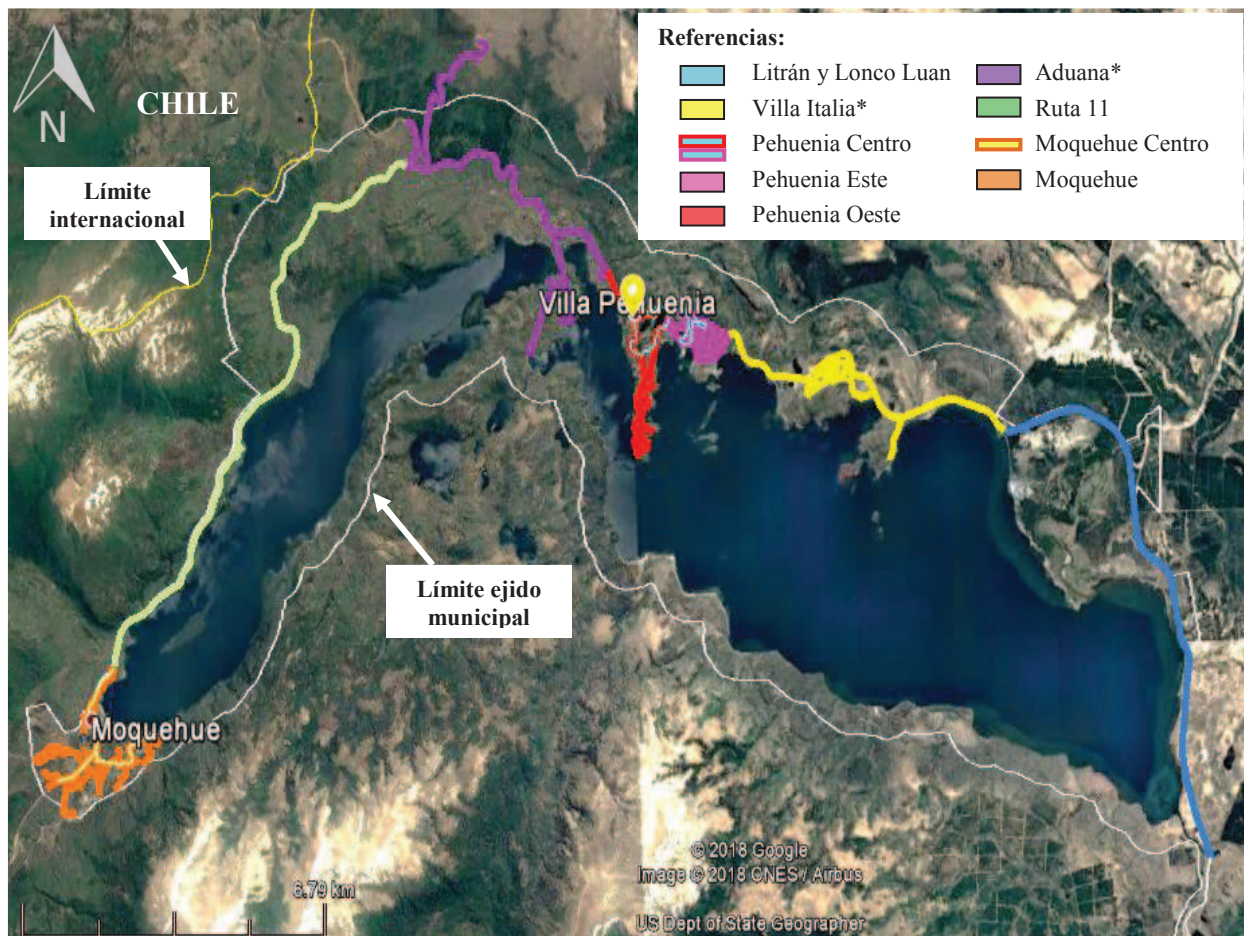 Referencias:
Litrán y Lonco Luan
Villa Italia*
Pehuenia Centro
Pehuenia Este
Pehuenia Oeste
Aduana*
Ruta 11
Moquehue Centro
Moquehue
N
CHILE
Límite
internacional
Villa Pehuenia
Límite ejido
municipal
Moquehue
6.79 km
© 2018 Google
Image © 2018 CNES / Airbus
US Dept of State Geographer